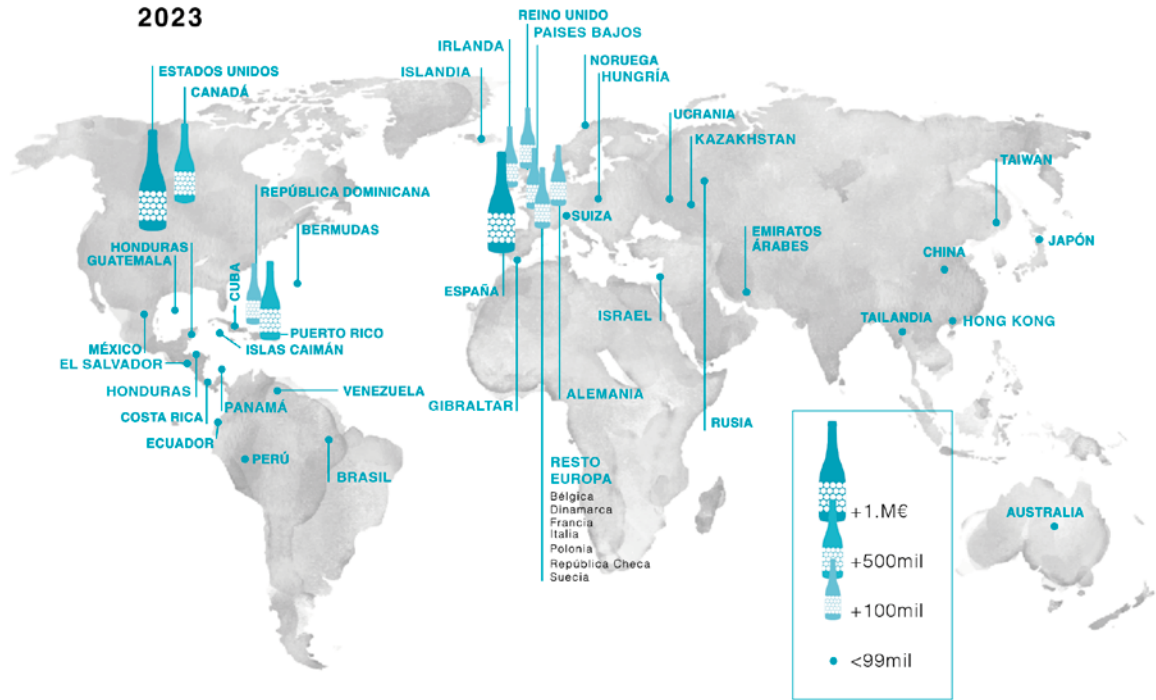 2023
REINO UNIDO
PAISES BAJOS
IRLANDA
ISLANDIA
NORUEGA
HUNGRÍA
ESTADOS UNIDOS
CANADÁ
UCRANIA
KAZAKHSTAN
TAIWAN
REPÚBLICA DOMINICANA
BERMUDAS
SUIZA
EMIRATOS
ÁRABES
CHINA
JAPÓN
HONDURAS
GUATEMALA
CUBA
ESPAÑA
ISRAEL
TAILANDIA
HONG KONG
PUERTO RICO
ISLAS CAIMÁN
MÉXICO
EL SALVADOR
HONDURAS
PANAMÁ
VENEZUELA
COSTA RICA
ECUADOR
GIBRALTAR
ALEMANIA
RUSIA
PERÚ
BRASIL
RESTO
EUROPA
Bélgica
Dinamarca
Francia
Italia
Polonia
República Checa
Suecia
AUSTRALIA
+1.M€
+500mil
+100mil
<99mil